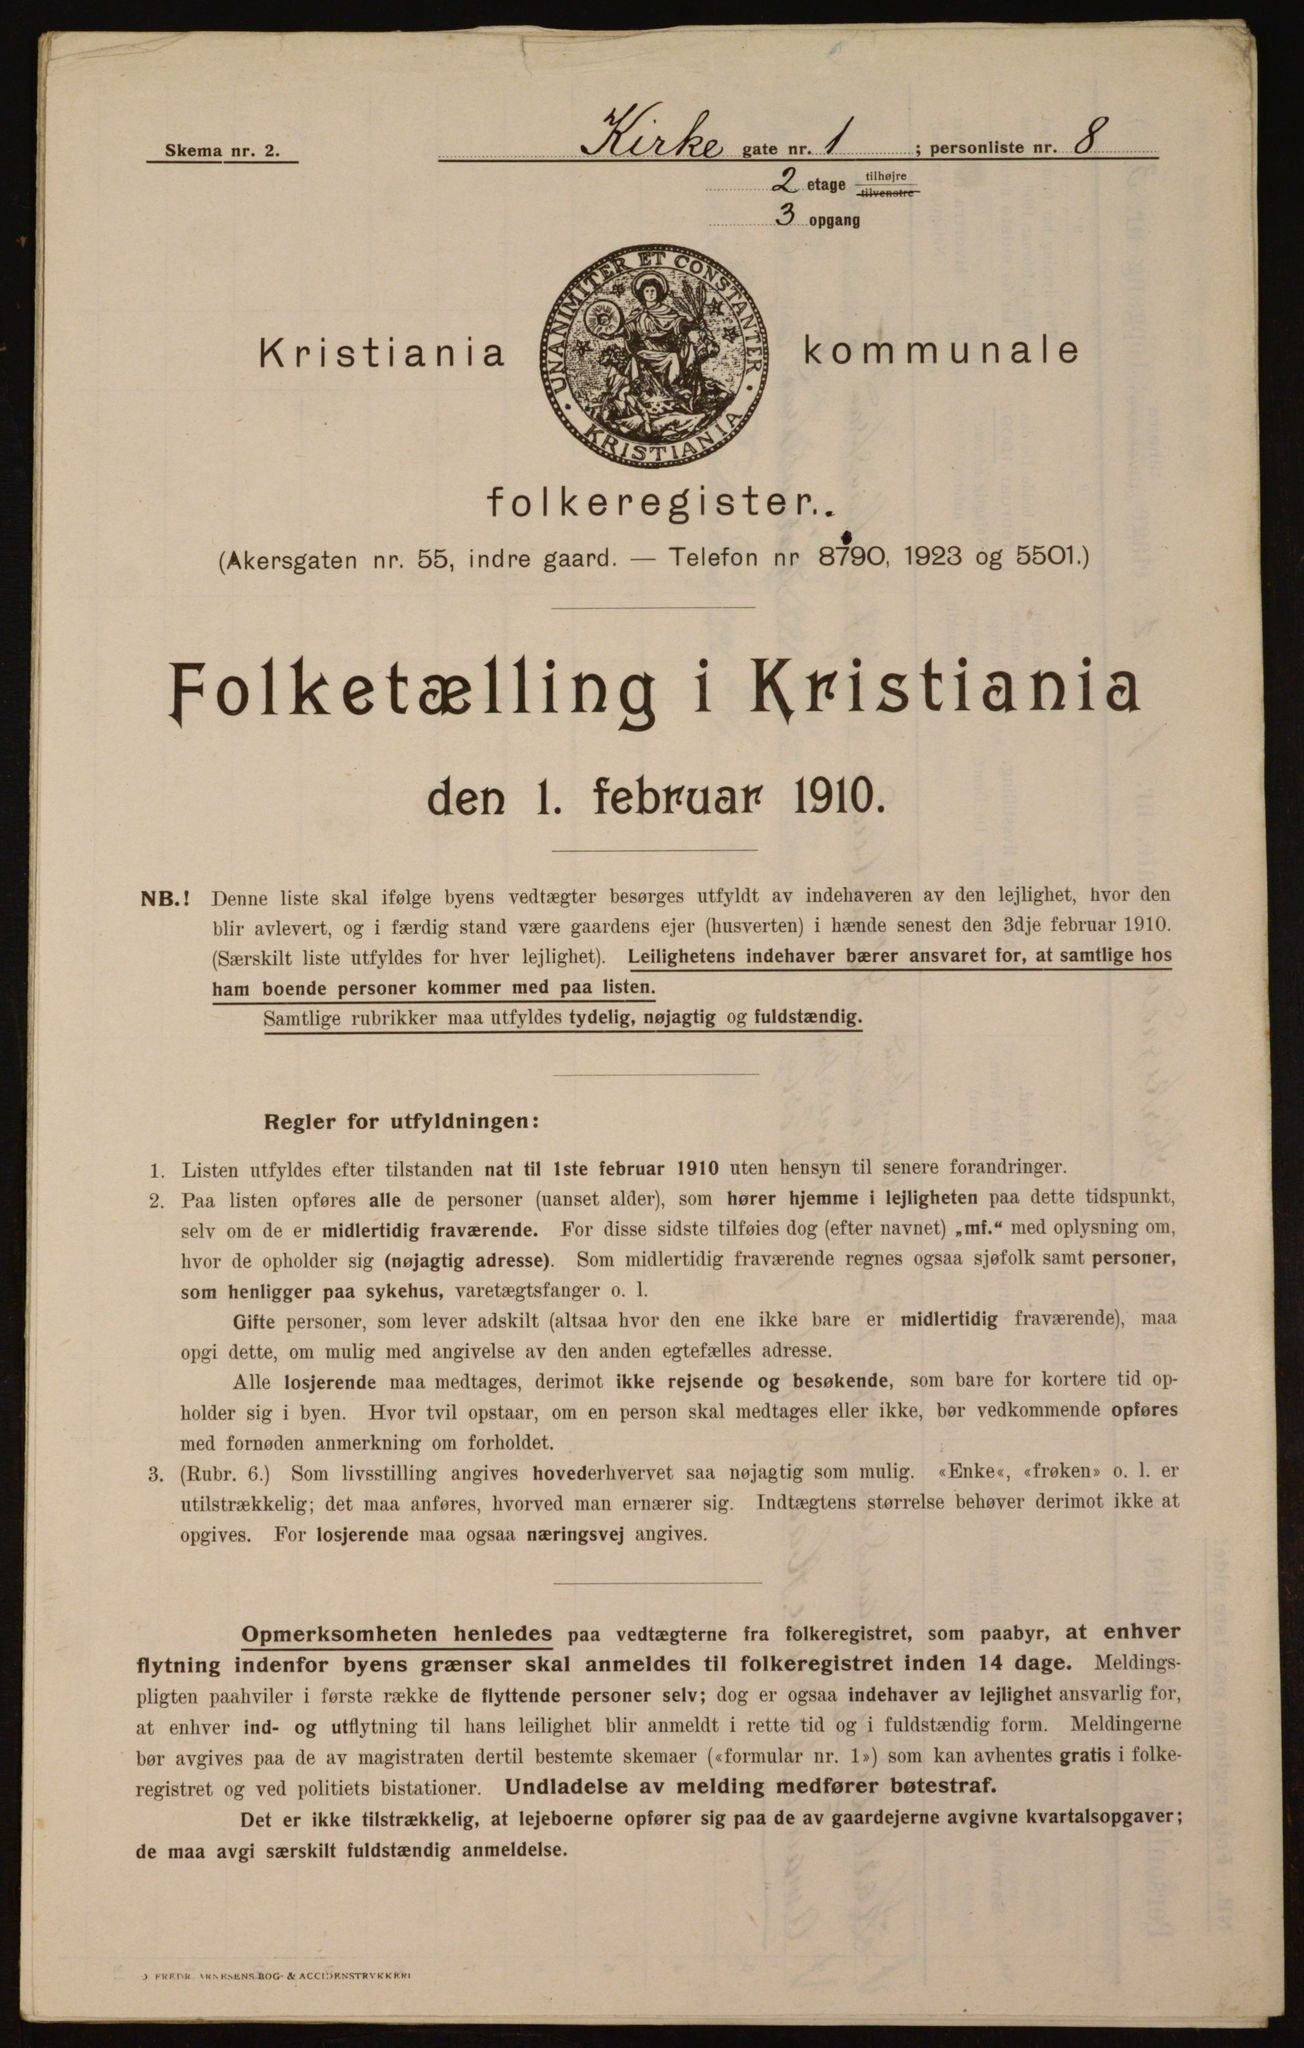 Skema nr. 2.
Kirke gate nr. 1 ; personliste nr. 8
2 etage tilhøjre tilvenstre
3 opgang
UNANIMITER ET CONSTANTER · KRISTIANIA ·
Kristiania kommunale
folkeregister.
(Akersgaten nr. 55, indre gaard. — Telefon nr 8790, 1923 og 5501.)
Folketælling i Kristiania
den 1. februar 1910.
NB.! Denne liste skal ifølge byens vedtægter besørges utfyldt av indehaveren av den lejlighet, hvor den
blir avlevert, og i færdig stand være gaardens ejer (husverten) i hænde senest den 3dje februar 1910.
(Særskilt liste utfyldes for hver lejlighet). Leilighetens indehaver bærer ansvaret for, at samtlige hos
ham boende personer kommer med paa listen.
Samtlige rubrikker maa utfyldes tydelig, nøjagtig og fuldstændig.
Regler for utfyldningen:
1. Listen utfyldes efter tilstanden nat til 1ste februar 1910 uten hensyn til senere forandringer.
2. Paa listen opføres alle de personer (uanset alder), som hører hjemme i lejligheten paa dette tidspunkt,
selv om de er midlertidig fraværende. For disse sidste tilføies dog (efter navnet) „mf.“ med oplysning om,
hvor de opholder sig (nøjagtig adresse). Som midlertidig fraværende regnes ogsaa sjøfolk samt personer,
som henligger paa sykehus, varetægtsfanger o. l.
Gifte personer, som lever adskilt (altsaa hvor den ene ikke bare er midlertidig fraværende), maa
opgi dette, om mulig med angivelse av den anden egtefælles adresse.
Alle losjerende maa medtages, derimot ikke rejsende og besøkende, som bare for kortere tid op-
holder sig i byen. Hvor tvil opstaar, om en person skal medtages eller ikke, bør vedkommende opføres
med fornøden anmerkning om forholdet.
3. (Rubr. 6.) Som livsstilling angives hovederhvervet saa nøjagtig som mulig. «Enke«, «frøken» o. l. er
utilstrækkelig; det maa anføres, hvorved man ernærer sig. Indtægtens størrelse behøver derimot ikke at
opgives. For losjerende maa ogsaa næringsvej angives.
Opmerksomheten henledes paa vedtægterne fra folkeregistret, som paabyr, at enhver
flytning indenfor byens grænser skal anmeldes til folkeregistret inden 14 dage. Meldings-
pligten paahviler i første række de flyttende personer selv; dog er ogsaa indehaver av lejlighet ansvarlig for,
at enhver ind- og utflytning til hans leilighet blir anmeldt i rette tid og i fuldstændig form. Meldingerne
bør avgives paa de av magistraten dertil bestemte skemaer («formular nr. 1») som kan avhentes gratis i folke-
registret og ved politiets bistationer. Undladelse av melding medfører bøtestraf.
Det er ikke tilstrækkelig, at lejeboerne opfører sig paa de av gaardejerne avgivne kvartalsopgaver;
de maa avgi særskilt fuldstændig anmeldelse.
FREDR. ARNESENS BOG- & ACCIDENSTRYKKERI